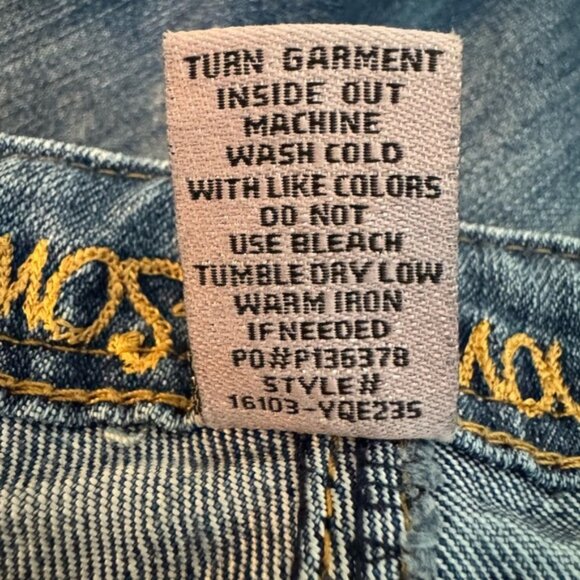 TURN GARMENT
INSIDE OUT
MACHINE
WASH COLD
WITH LIKE COLORS
DO NOT
USE BLEACH
TUMBLE DRY LOW
WARM IRON
IF NEEDED
PO#P136378
STYLE#
16103-YQE235